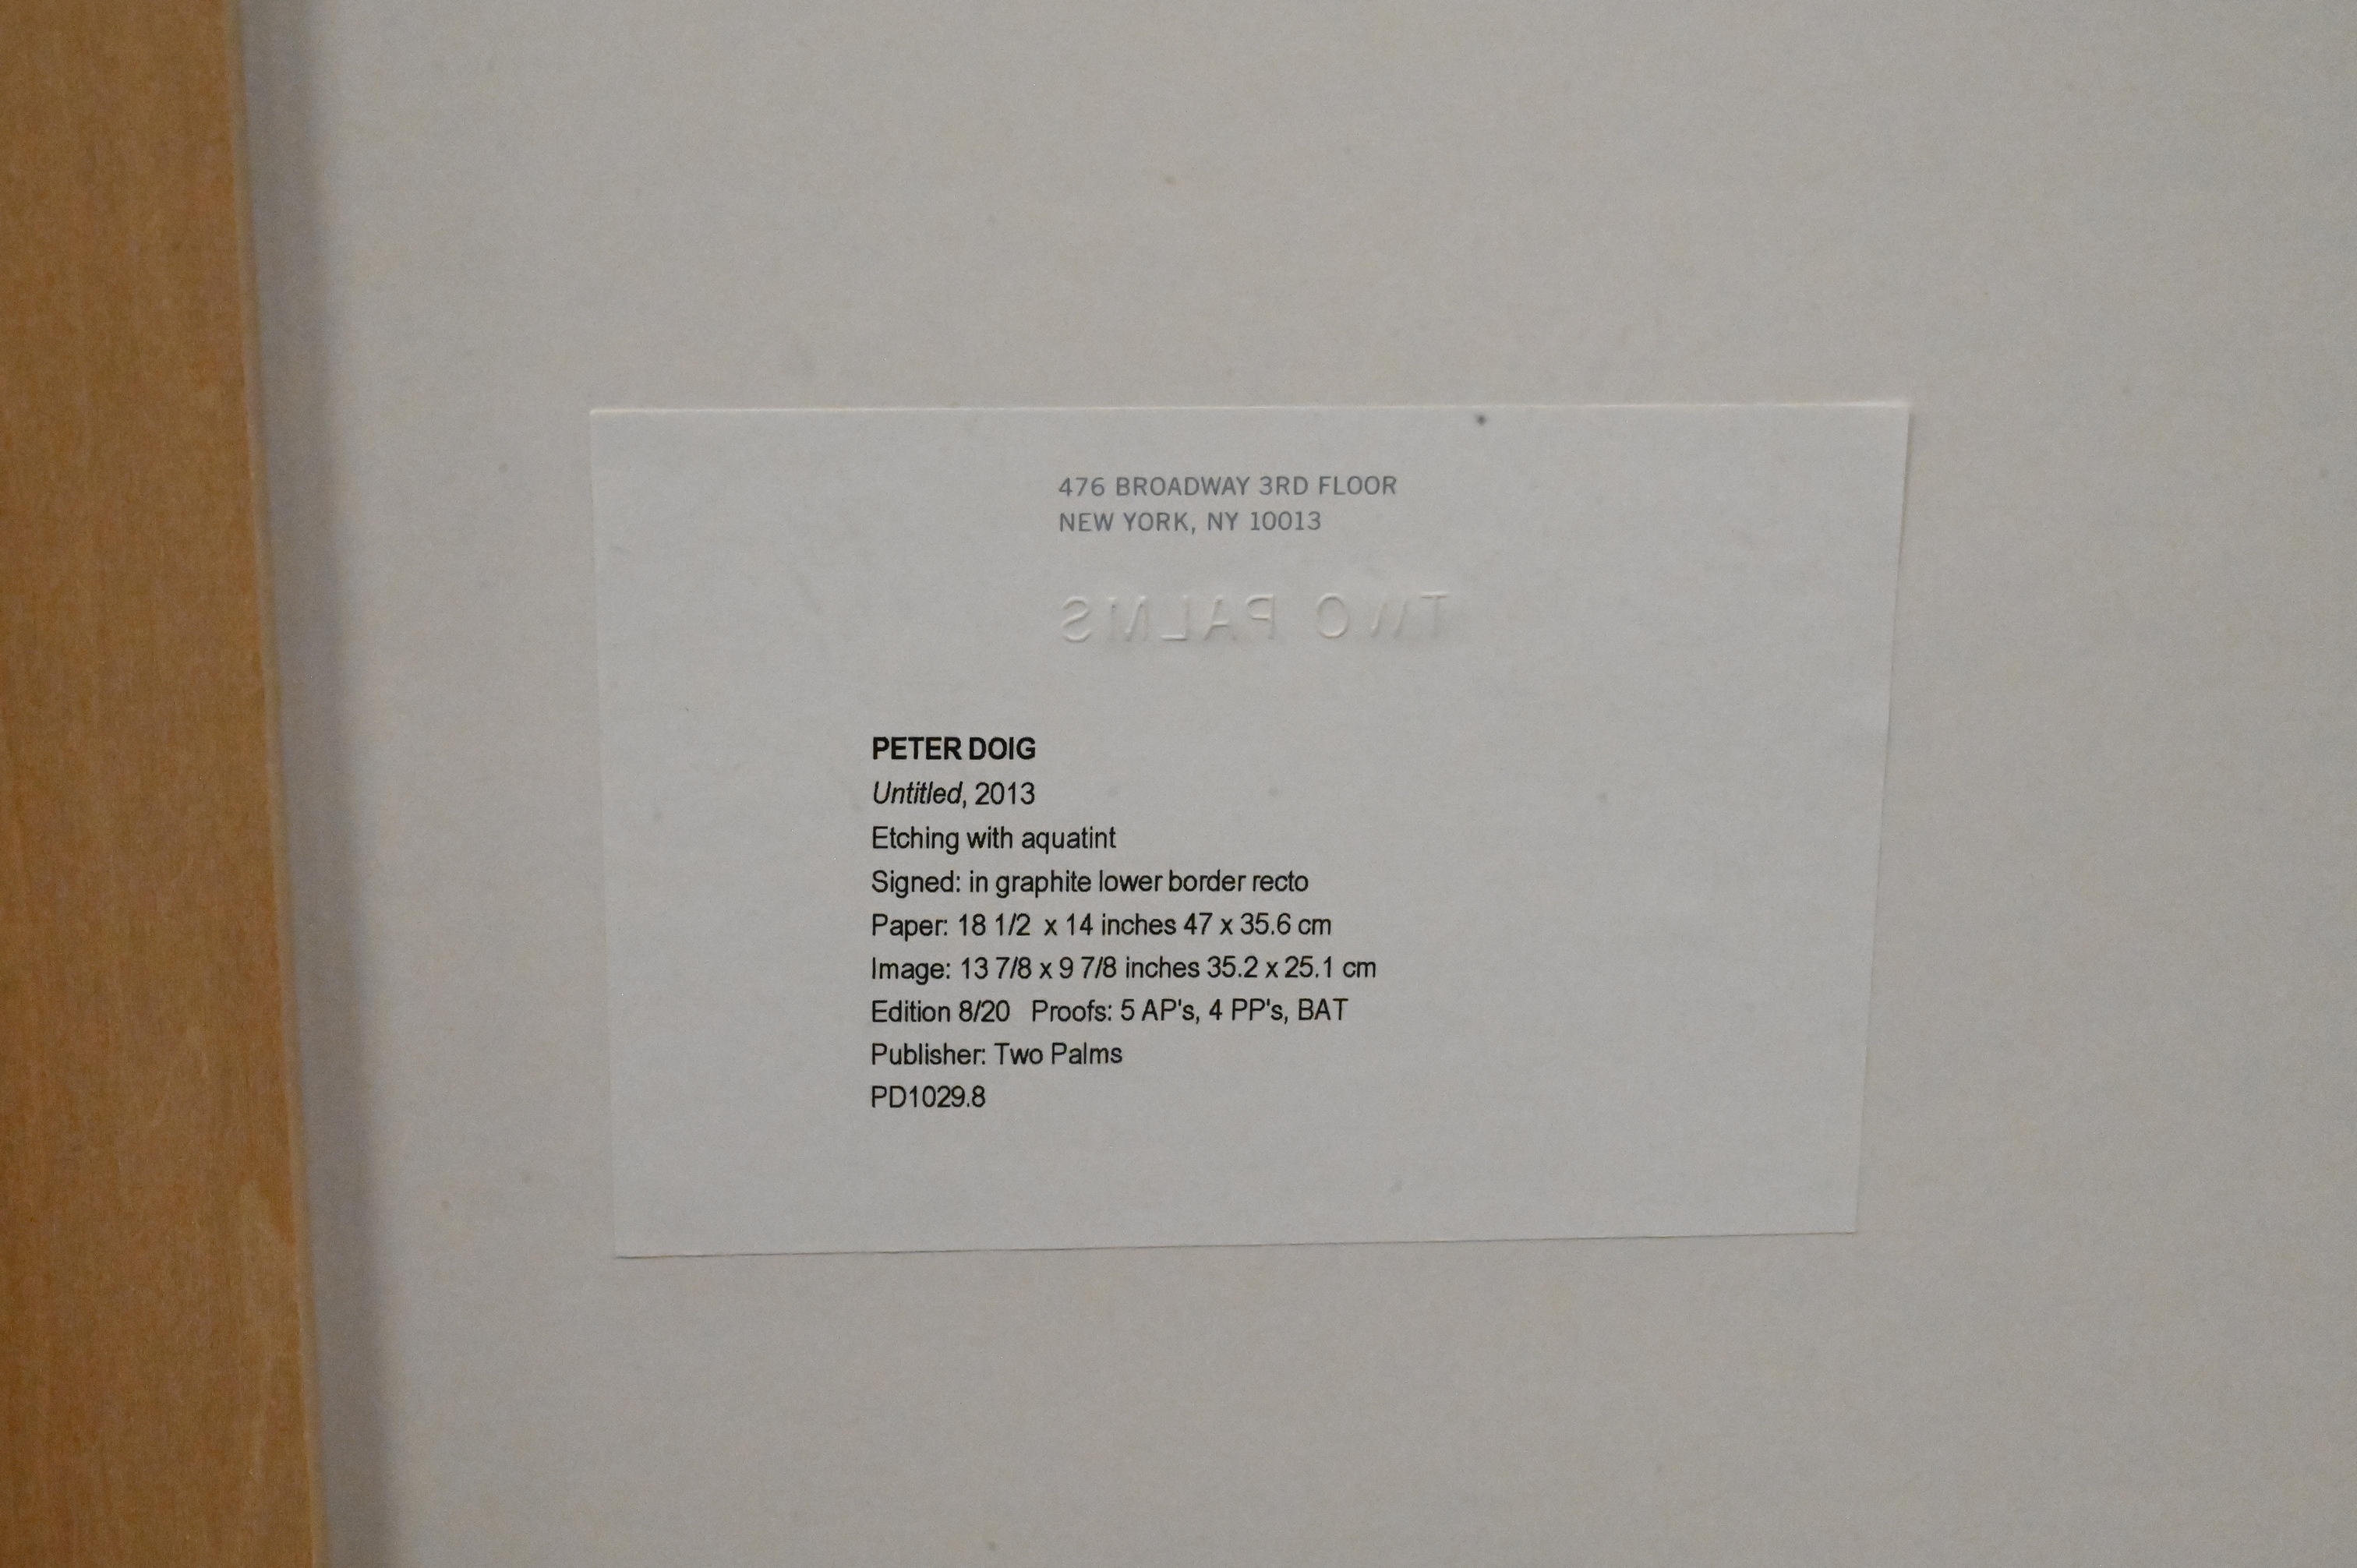 476 BROADWAY 3RD FLOOR
NEW YORK, NY 10013
TWO PALMS
PETER DOIG
Untitled, 2013
Etching with aquatint
Signed: in graphite lower border recto
Paper: 18 1/2 x 14 inches 47 x 35.6 cm
Image: 13 7/8 x 9 7/8 inches 35.2 x 25.1 cm
Edition 8/20 Proofs: 5 AP's, 4 PP's, BAT
Publisher: Two Palms
PD1029.8